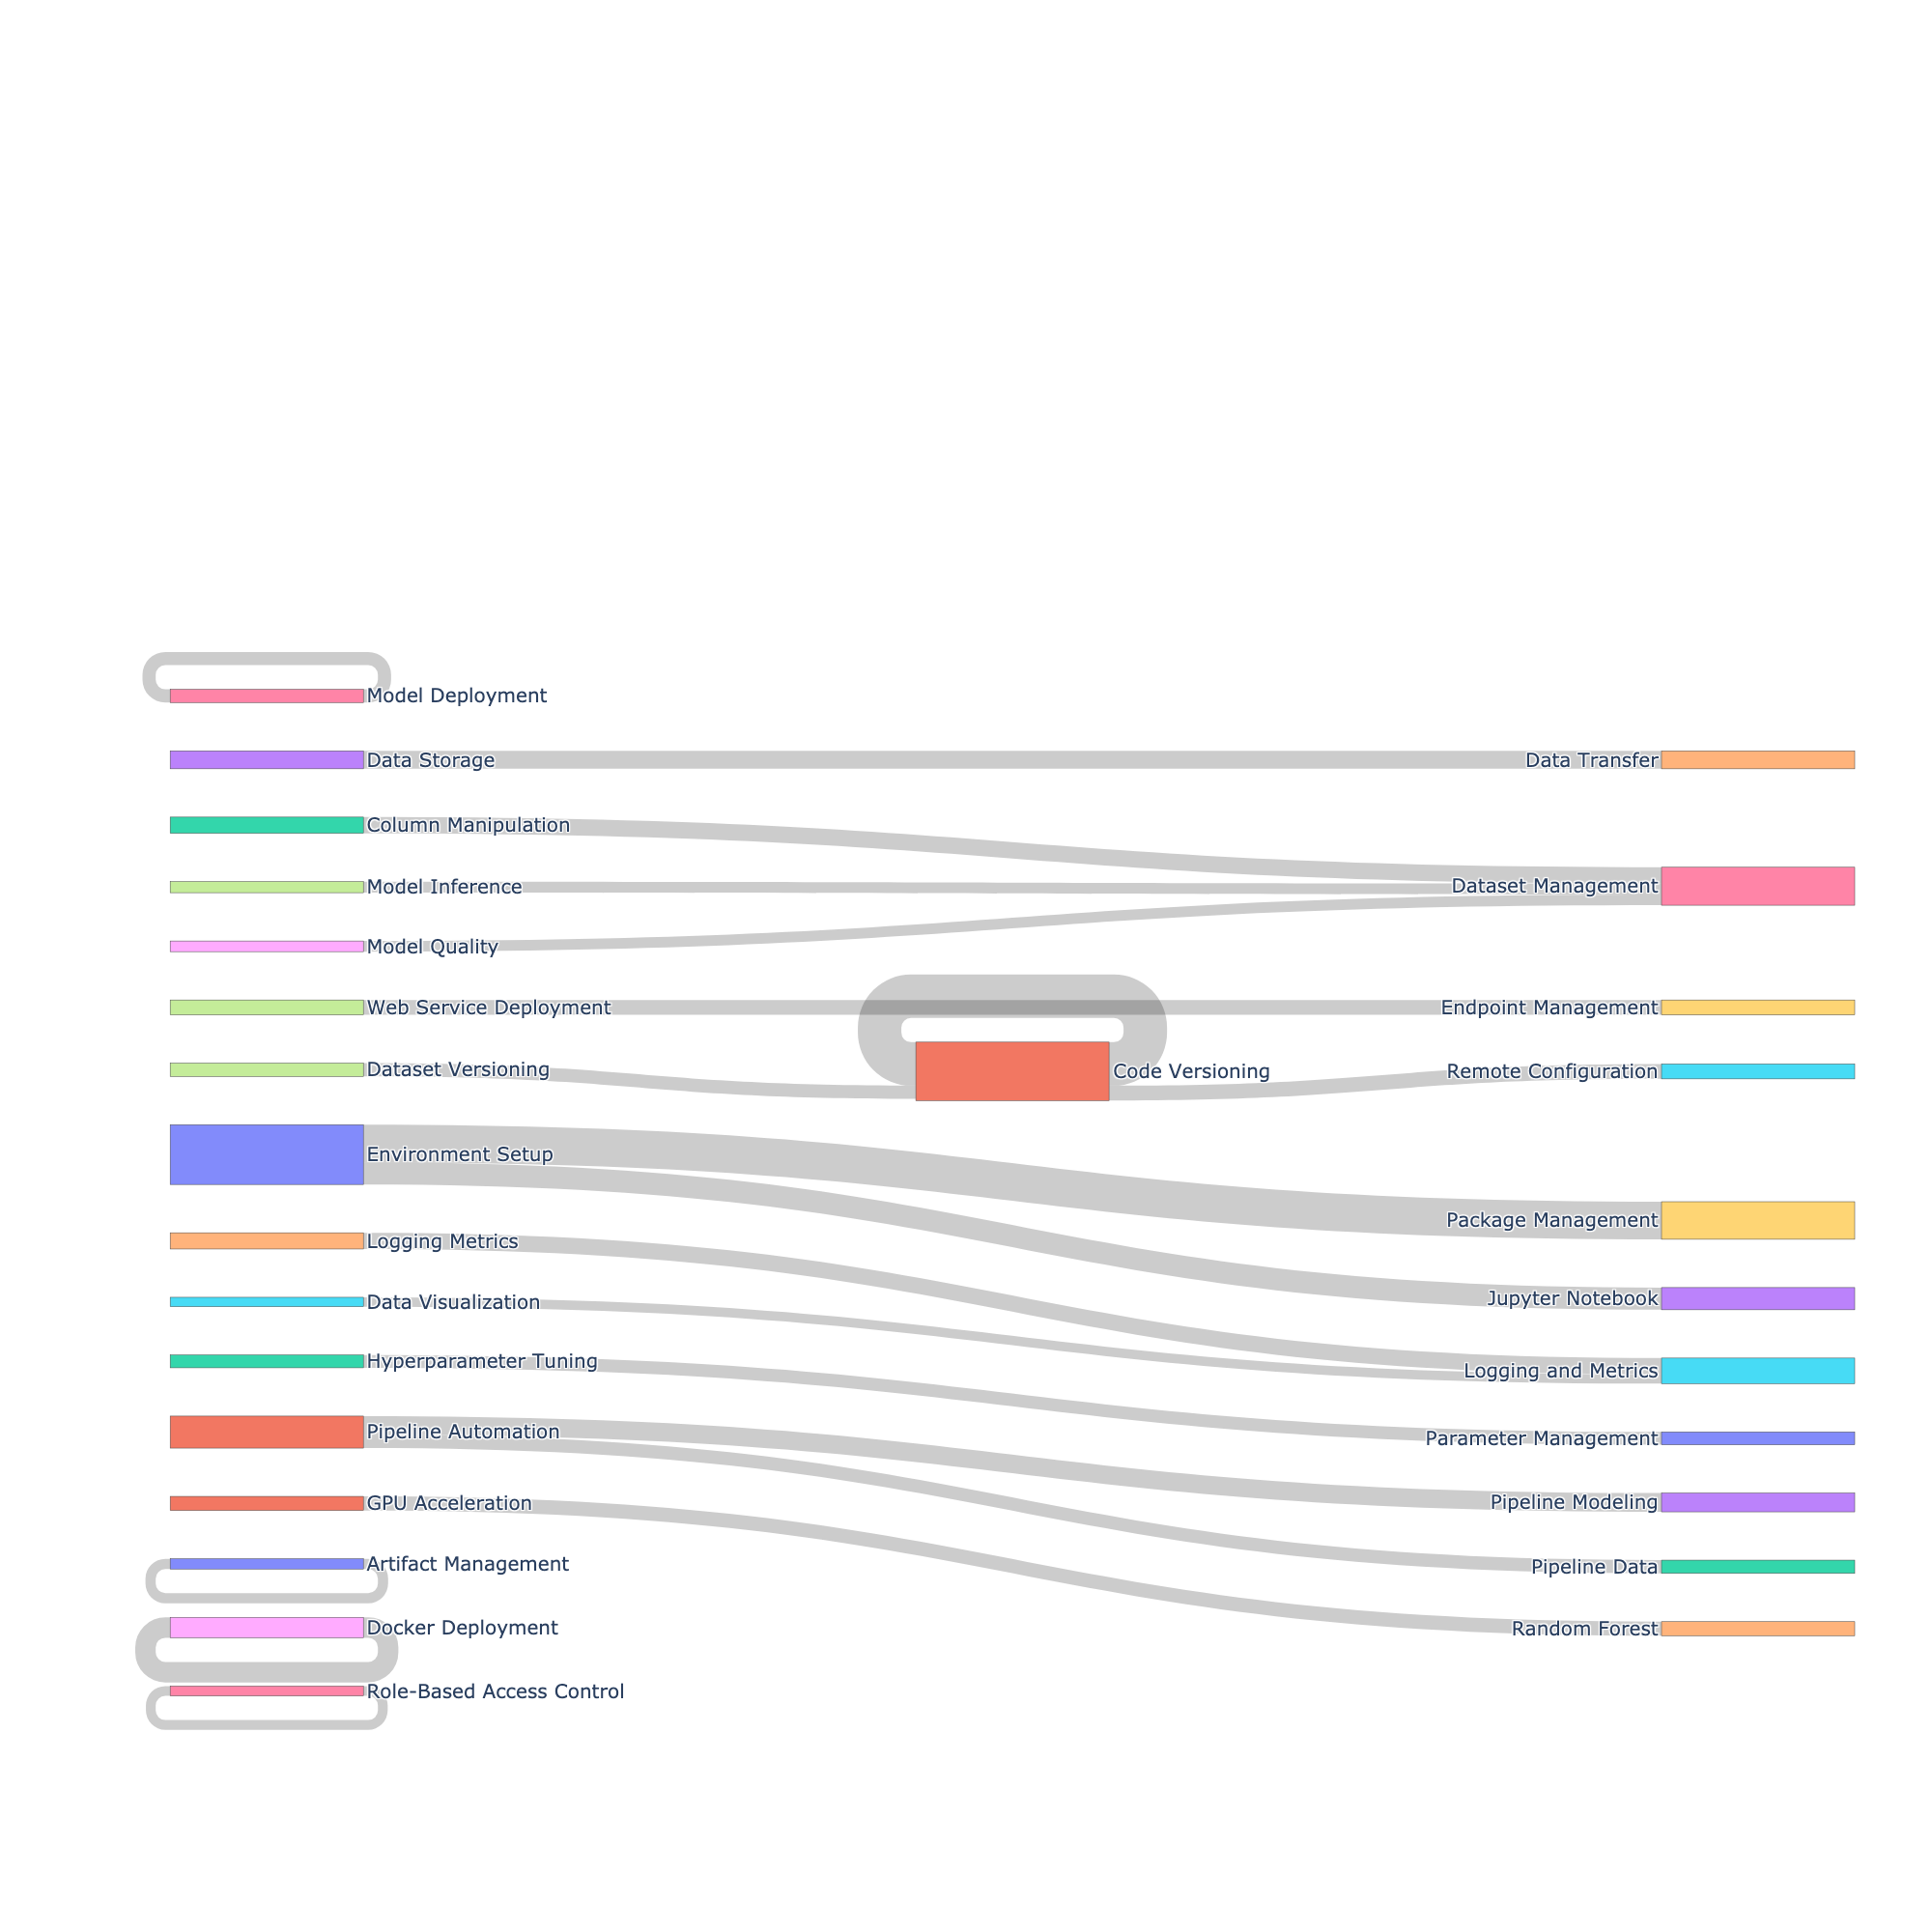 Model Deployment
Data Storage
Data Transfer
Column Manipulation
Model Inference
Dataset Management
Model Quality
Web Service Deployment
Endpoint Management
Dataset Versioning
Code Versioning
Remote Configuration
Environment Setup
Package Management
Logging Metrics
Jupyter Notebook
Data Visualization
Hyperparameter Tuning
Logging and Metrics
Pipeline Automation
Parameter Management
GPU Acceleration
Pipeline Modeling
Artifact Management
Pipeline Data
Docker Deployment
Random Forest
Role-Based Access Control